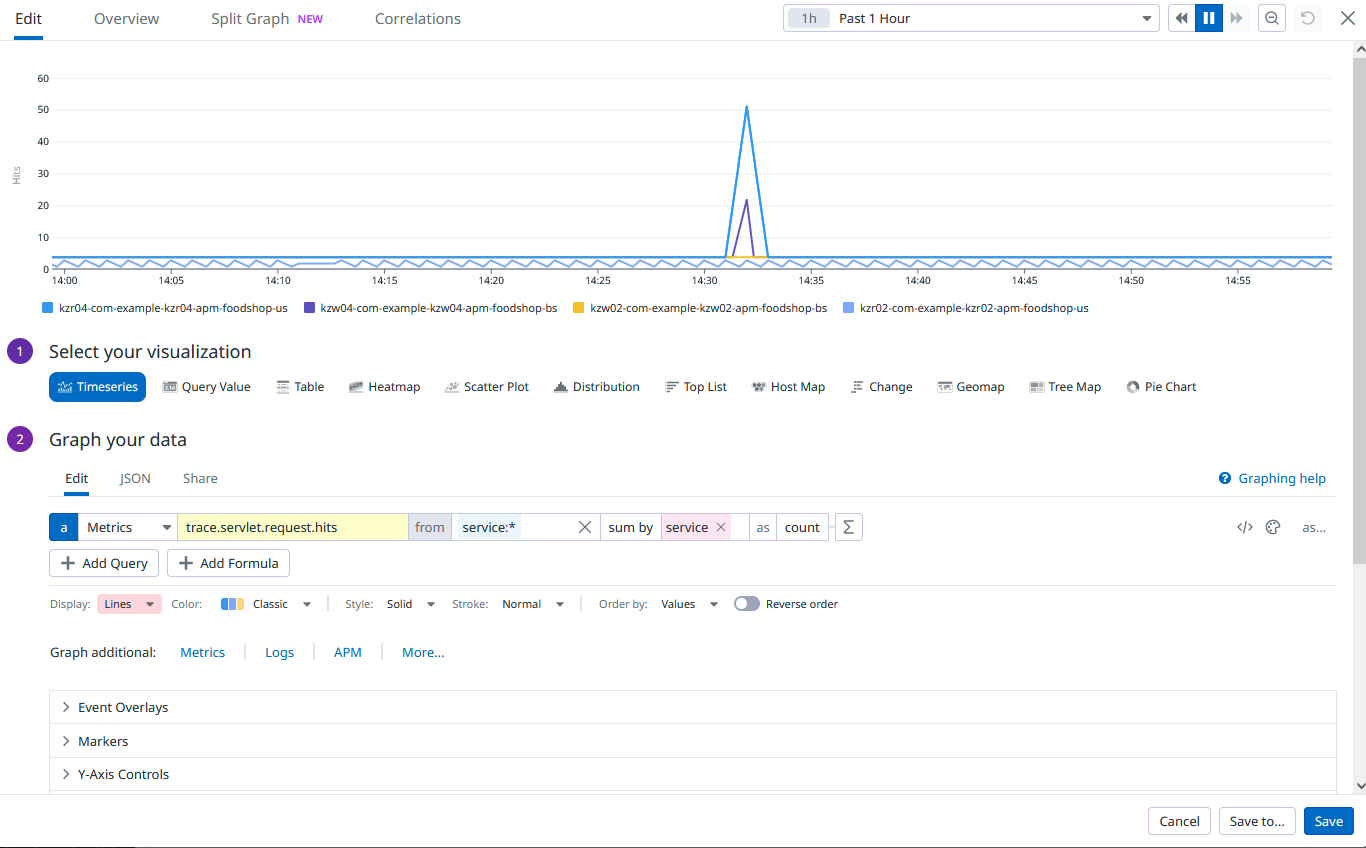 Edit Overview Split Graph NEW Correlations 1h Past 1 Hour
60
50
40
30
20
10
0
Hits
14:00 14:05 14:10 14:15 14:20 14:25 14:30 14:35 14:40 14:45 14:50 14:55
kzr04-com-example-kzr04-apm-foodshop-us kzw04-com-example-kzw04-apm-foodshop-bs kzw02-com-example-kzw02-apm-foodshop-bs kzr02-com-example-kzr02-apm-foodshop-us
1 Select your visualization
Timeseries Query Value Table Heatmap Scatter Plot Distribution Top List Host Map Change Geomap Tree Map Pie Chart
2 Graph your data
Edit JSON Share Graphing help
a Metrics trace.servlet.request.hits from service:* sum by service as count Σ </> as...
Add Query Add Formula
Display: Lines Color: Classic Style: Solid Stroke: Normal Order by: Values Reverse order
Graph additional: Metrics Logs APM More...
Event Overlays
Markers
Y-Axis Controls
Cancel Save to... Save